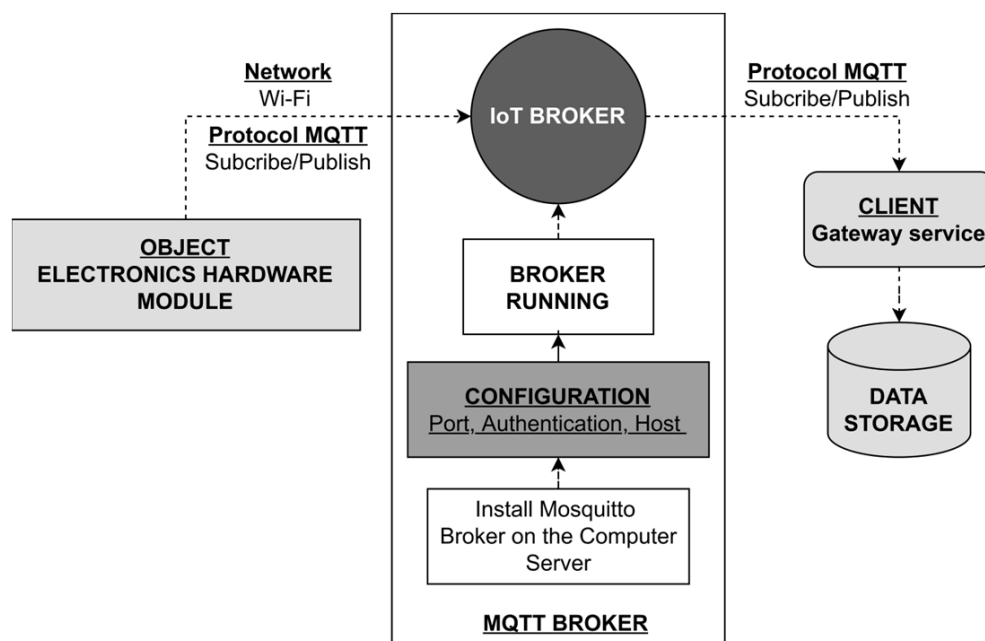 Network
Wi-Fi
Protocol MQTT
Subcribe/Publish
OBJECT
ELECTRONICS HARDWARE
MODULE
IoT BROKER
BROKER
RUNNING
CONFIGURATION
Port, Authentication, Host
Install Mosquitto
Broker on the Computer
Server
MQTT BROKER
Protocol MQTT
Subcribe/Publish
CLIENT
Gateway service
DATA
STORAGE